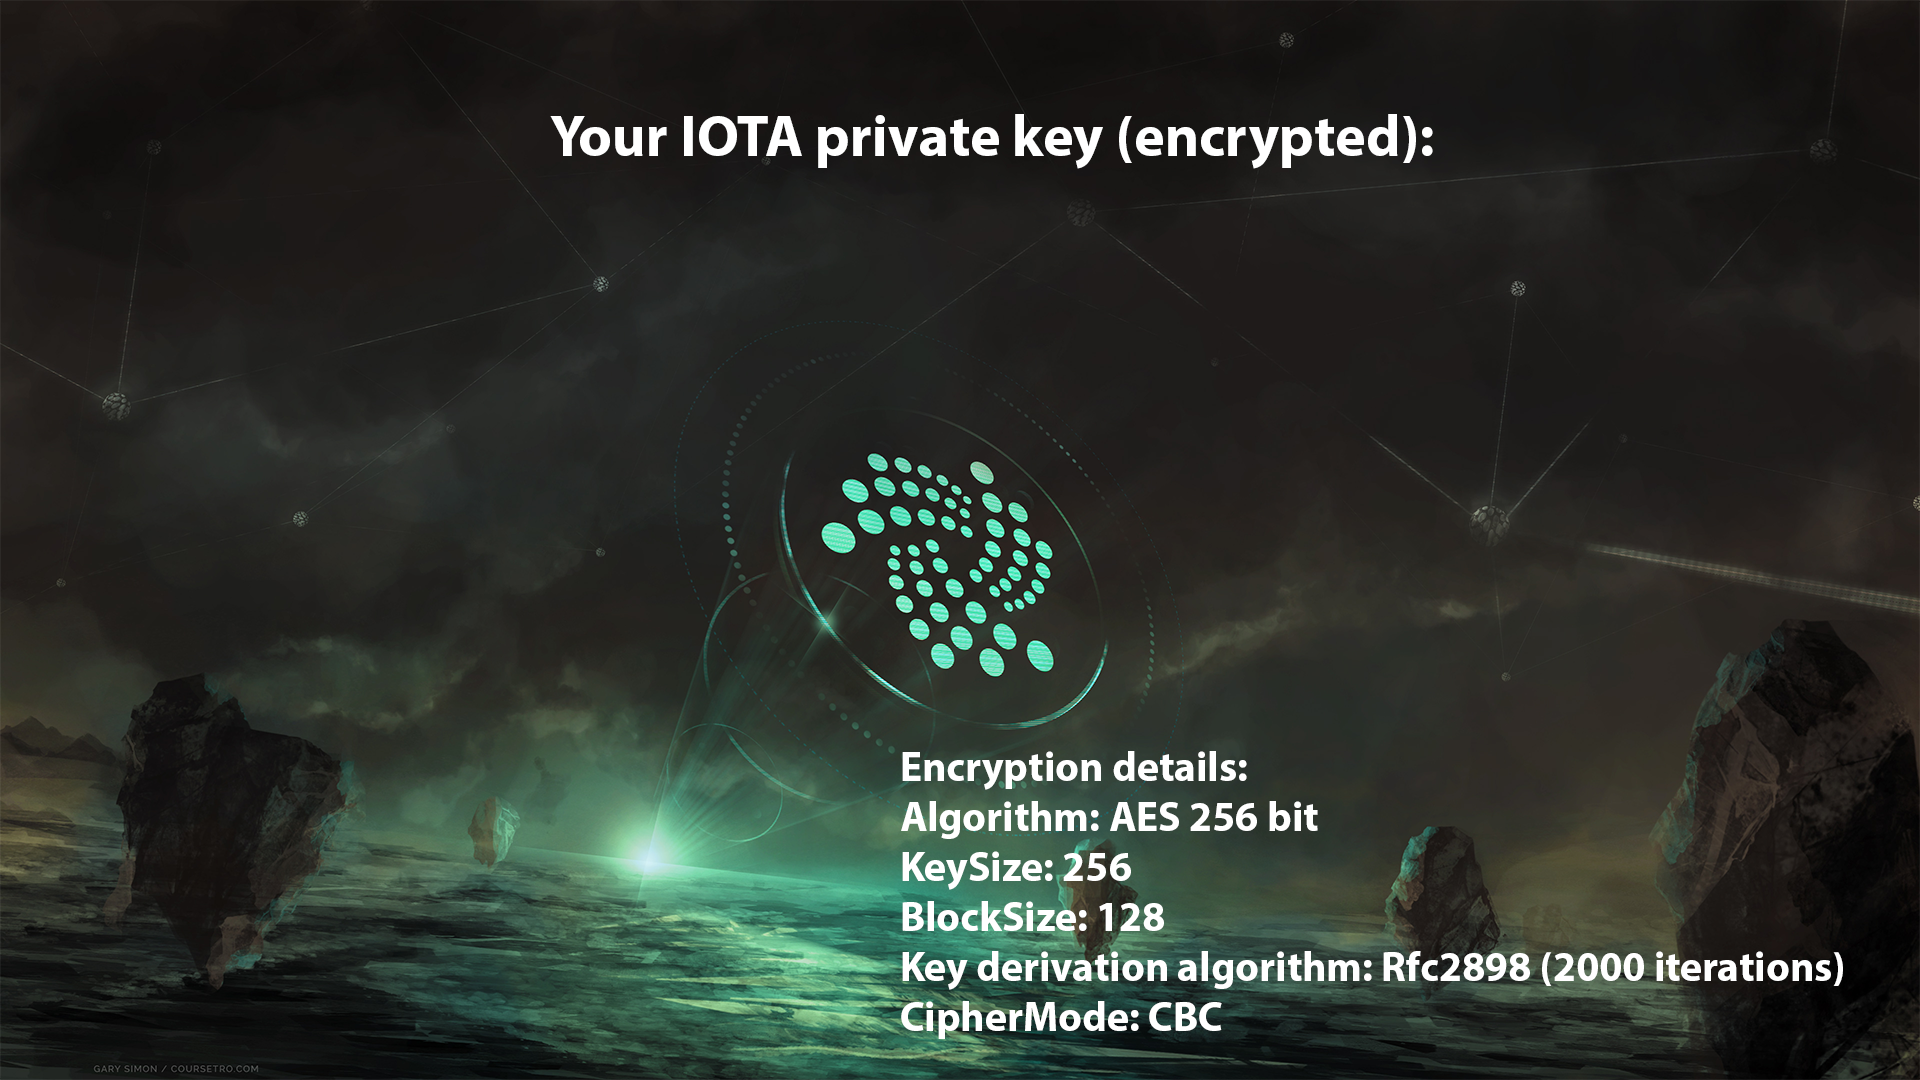 Your IOTA private key (encrypted):
Encryption details:
Algorithm: AES 256 bit
KeySize: 256
BlockSize: 128
Key derivation algorithm: Rfc2898 (2000 iterations)
CipherMode: CBC
GARY SIMON / COURSETRO.COM